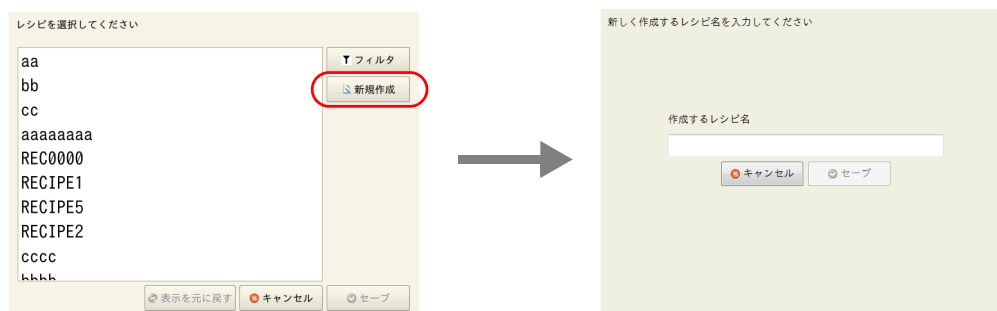 レシピを選択してください
aa
bb
cc
aaaaaaaa
REC0000
RECIPE1
RECIPE5
RECIPE2
cccc
bbbb
フィルタ
新規作成
表示を元に戻す
キャンセル
セーブ
新しく作成するレシピ名を入力してください
作成するレシピ名
キャンセル
セーブ